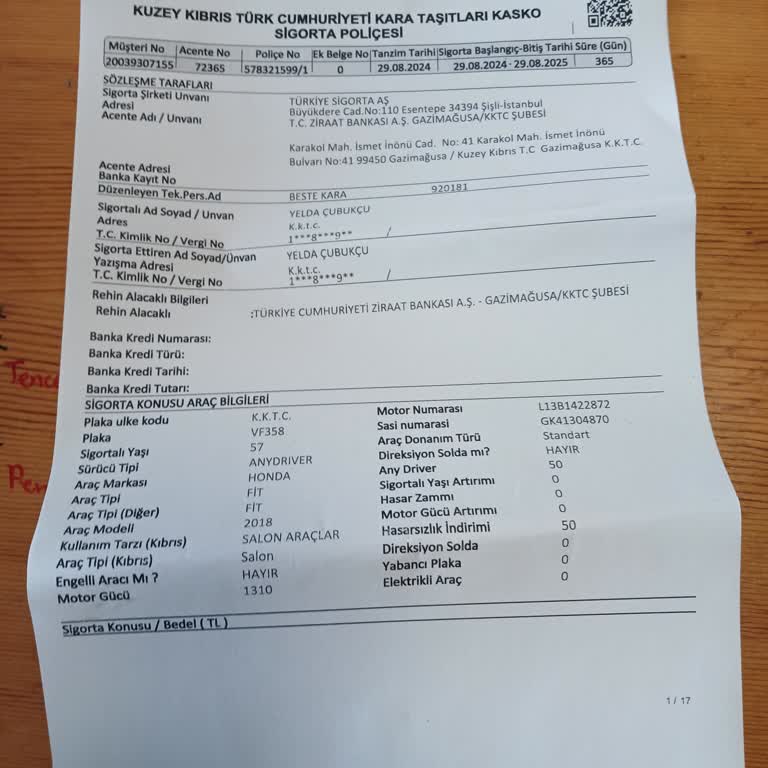 KUZEY KIBRIS TÜRK CUMHURİYETİ KARA TAŞITLARI KASKO
SİGORTA POLİÇESİ
Müşteri No Acente No Poliçe No Ek Belge No Tanzim Tarihi Sigorta Başlangıç-Bitiş Tarihi Süre (Gün)
20039307155 72365 578321599/1 0 29.08.2024 29.08.2024 - 29.08.2025 365
SÖZLEŞME TARAFLARI
Sigorta Şirketi Unvanı TÜRKİYE SİGORTA AŞ
Adresi Büyükdere Cad.No:110 Esentepe 34394 Şişli-İstanbul
Acente Adı / Unvanı T.C. ZİRAAT BANKASI A.Ş. GAZİMAĞUSA/KKTC ŞUBESİ
Karakol Mah. İsmet İnönü Cad. No: 41 Karakol Mah. İsmet İnönü
Acente Adresi Bulvarı No:41 99450 Gazimağusa / Kuzey Kıbrıs T.C Gazimağusa K.K.T.C.
Banka Kayıt No
Düzenleyen Tek.Pers.Ad BESTE KARA 920181
Sigortalı Ad Soyad / Unvan YELDA ÇUBUKÇU
Adres K.k.t.c.
T.C. Kimlik No / Vergi No 1***8***9** /
Sigorta Ettiren Ad Soyad/Ünvan YELDA ÇUBUKÇU
Yazışma Adresi K.k.t.c.
T.C. Kimlik No / Vergi No 1***8***9** /
Rehin Alacaklı Bilgileri
Rehin Alacaklı :TÜRKİYE CUMHURİYETİ ZİRAAT BANKASI A.Ş. - GAZİMAĞUSA/KKTC ŞUBESİ
Banka Kredi Numarası:
Banka Kredi Türü:
Banka Kredi Tarihi:
Banka Kredi Tutarı:
SİGORTA KONUSU ARAÇ BİLGİLERİ
Plaka ulke kodu K.K.T.C. Motor Numarası L13B1422872
Plaka VF358 Sasi numarasi GK41304870
Sigortalı Yaşı 57 Araç Donanım Türü Standart
Sürücü Tipi ANYDRIVER Direksiyon Solda mı? HAYIR
Araç Markası HONDA Any Driver 50
Araç Tipi FİT Sigortalı Yaşı Artırımı 0
Araç Tipi (Diğer) FİT Hasar Zammı 0
Araç Modeli 2018 Motor Gücü Artırımı 0
Kullanım Tarzı (Kıbrıs) SALON ARAÇLAR Hasarsızlık İndirimi 50
Araç Tipi (Kıbrıs) Salon Direksiyon Solda 0
Engelli Aracı Mı ? HAYIR Yabancı Plaka 0
Motor Gücü 1310 Elektrikli Araç 0
Sigorta Konusu / Bedel ( TL )
1 / 17